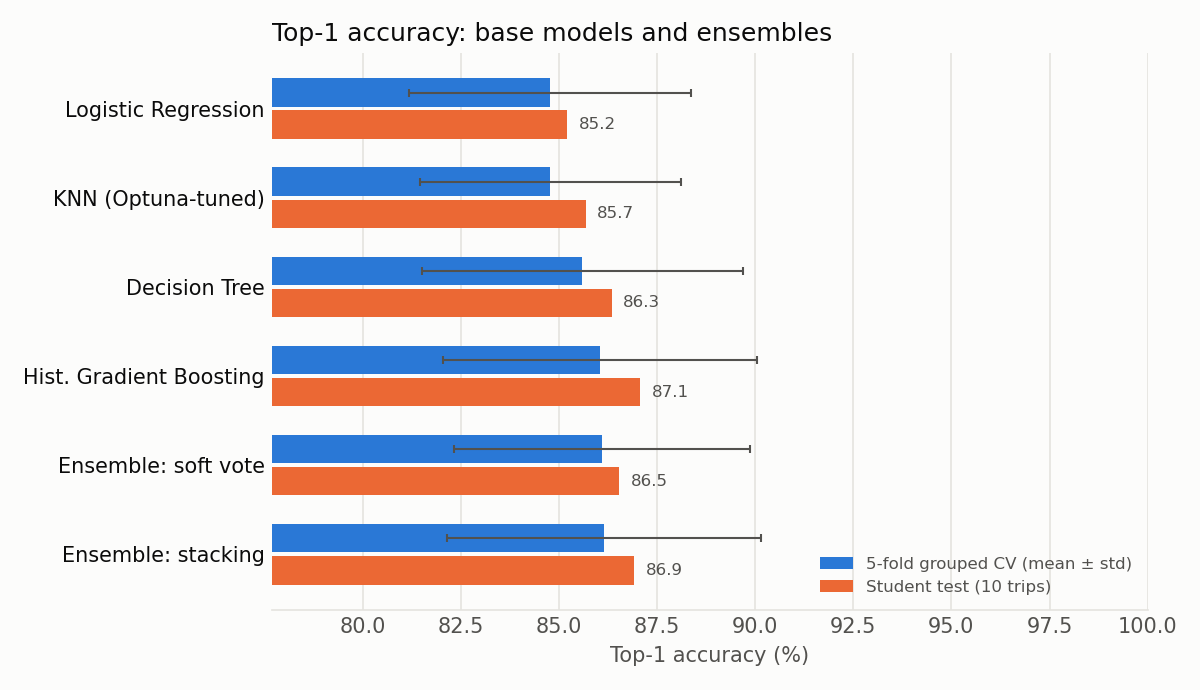 Top-1 accuracy: base models and ensembles
Logistic Regression
85.2
KNN (Optuna-tuned)
85.7
Decision Tree
86.3
Hist. Gradient Boosting
87.1
Ensemble: soft vote
86.5
Ensemble: stacking
86.9
5-fold grouped CV (mean ± std)
Student test (10 trips)
80.0 82.5 85.0 87.5 90.0 92.5 95.0 97.5 100.0
Top-1 accuracy (%)